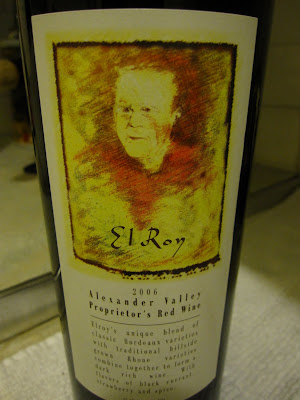 El Roy
2006
Alexander Valley
Proprietor's Red Wine
Elroy's unique blend of
classic Bordeaux varieties
with traditional hillside
grown Rhone varieties
combine together to form a
dark rich wine. With
flavors of black currant,
strawberry and spice.